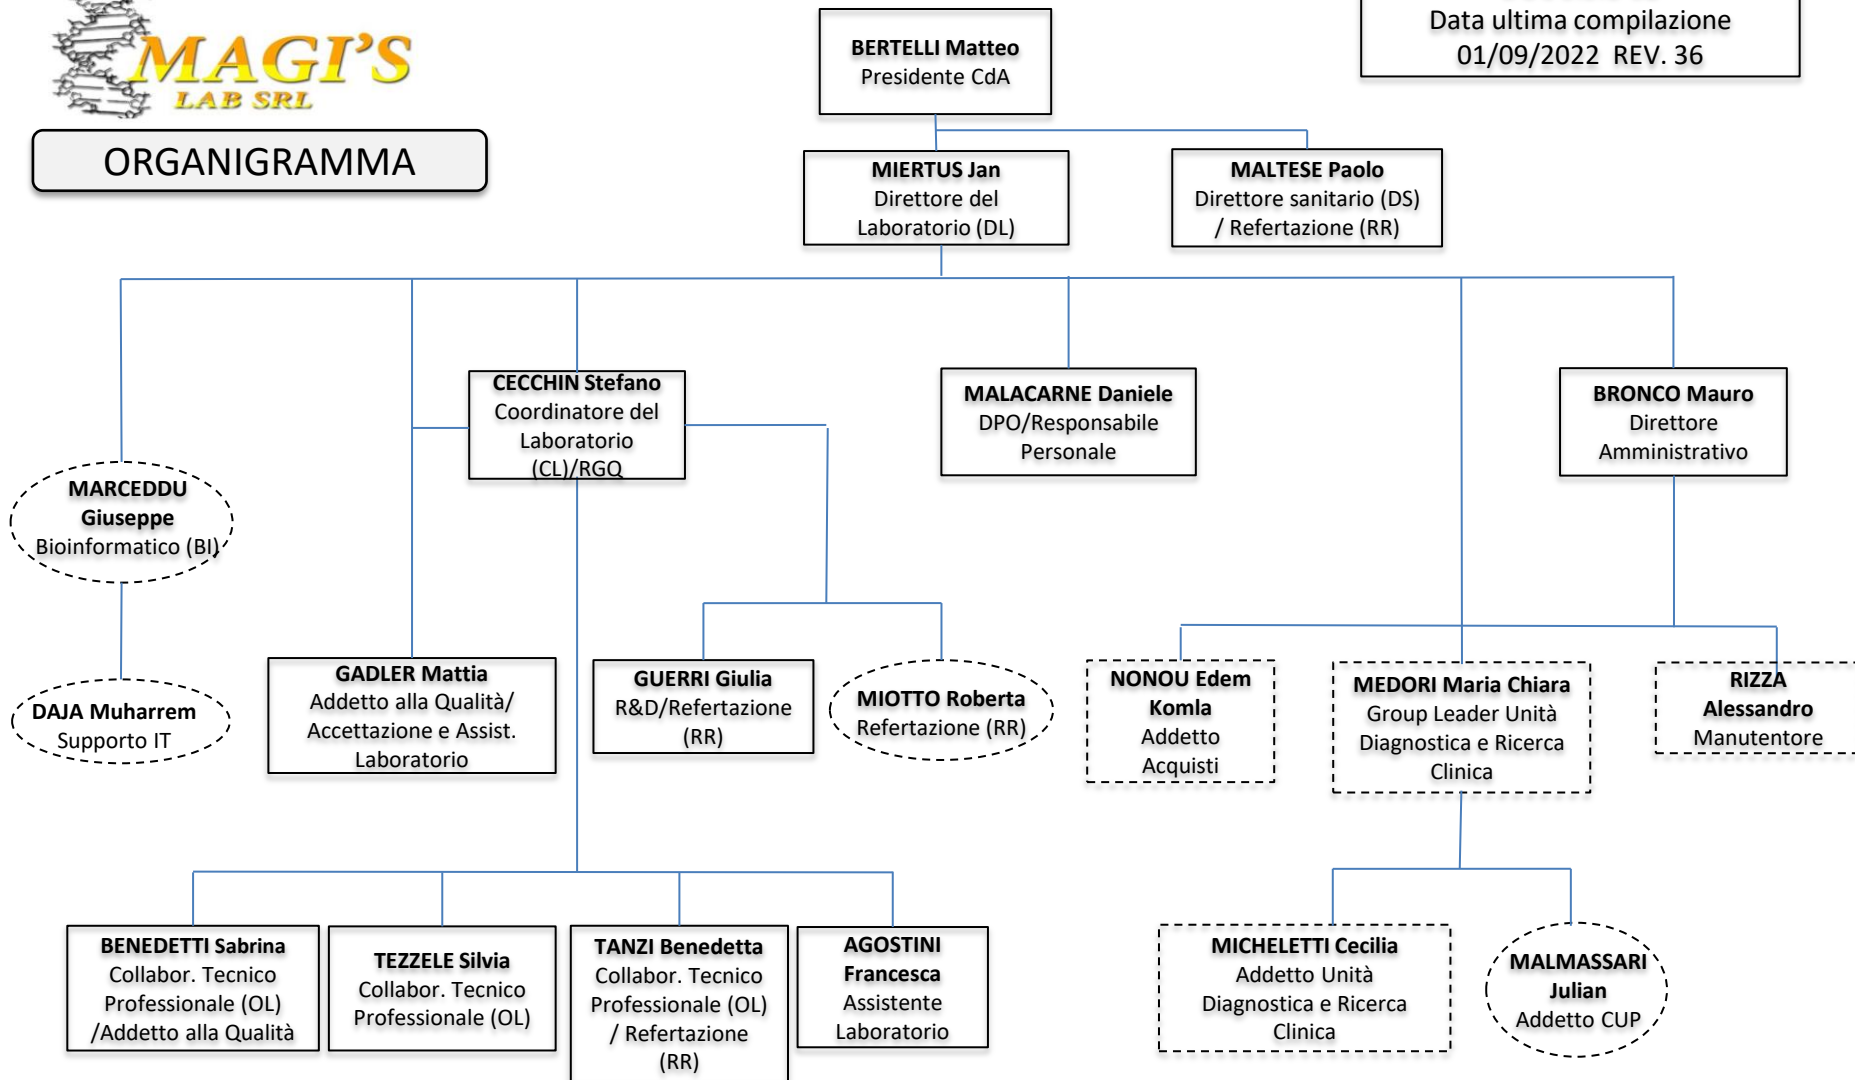 MAGI'S
LAB SRL
ORGANIGRAMMA
Data ultima compilazione
01/09/2022 REV. 36
BERTELLI Matteo
Presidente CdA
MIERTUS Jan
Direttore del
Laboratorio (DL)
MALTESE Paolo
Direttore sanitario (DS)
/ Refertazione (RR)
CECCHIN Stefano
Coordinatore del
Laboratorio
(CL)/RGQ
MALACARNE Daniele
DPO/Responsabile
Personale
BRONCO Mauro
Direttore
Amministrativo
MARCEDDU
Giuseppe
Bioinformatico (BI)
DAJA Muharrem
Supporto IT
GADLER Mattia
Addetto alla Qualità/
Accettazione e Assist.
Laboratorio
GUERRI Giulia
R&D/Refertazione
(RR)
MIOTTO Roberta
Refertazione (RR)
NONOU Edem
Komla
Addetto
Acquisti
MEDORI Maria Chiara
Group Leader Unità
Diagnostica e Ricerca
Clinica
RIZZA
Alessandro
Manutentore
BENEDETTI Sabrina
Collabor. Tecnico
Professionale (OL)
/Addetto alla Qualità
TEZZELE Silvia
Collabor. Tecnico
Professionale (OL)
TANZI Benedetta
Collabor. Tecnico
Professionale (OL)
/ Refertazione
(RR)
AGOSTINI
Francesca
Assistente
Laboratorio
MICHELETTI Cecilia
Addetto Unità
Diagnostica e Ricerca
Clinica
MALMASSARI
Julian
Addetto CUP